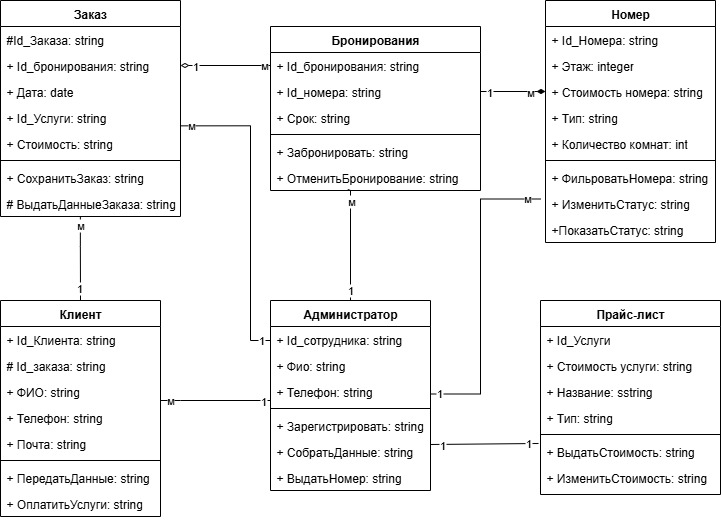 Заказ
#Id_Заказа: string
+ Id_бронирования: string
+ Дата: date
+ Id_Услуги: string
+ Стоимость: string
+ СохранитьЗаказ: string
# ВыдатьДанныеЗаказа: string
Бронирования
+ Id_бронирования: string
+ Id_номера: string
+ Срок: string
+ Забронировать: string
+ ОтменитьБронирование: string
Номер
+ Id_Номера: string
+ Этаж: integer
+ Стоимость номера: string
+ Тип: string
+ Количество комнат: int
+ ФильроватьНомера: string
+ ИзменитьСтатус: string
+ПоказатьСтатус: string
1
м
1
м
м
м
м
м
1
1
1
Клиент
+ Id_Клиента: string
# Id_заказа: string
+ ФИО: string
+ Телефон: string
+ Почта: string
+ ПередатьДанные: string
+ ОплатитьУслуги: string
м
1
Администратор
+ Id_сотрудника: string
+ Фио: string
+ Телефон: string
+ Зарегистрировать: string
+ СобратьДанные: string
+ ВыдатьНомер: string
1
1
1
Прайс-лист
+ Id_Услуги
+ Стоимость услуги: string
+ Название: sstring
+ Тип: string
+ ВыдатьСтоимость: string
+ ИзменитьСтоимость: string